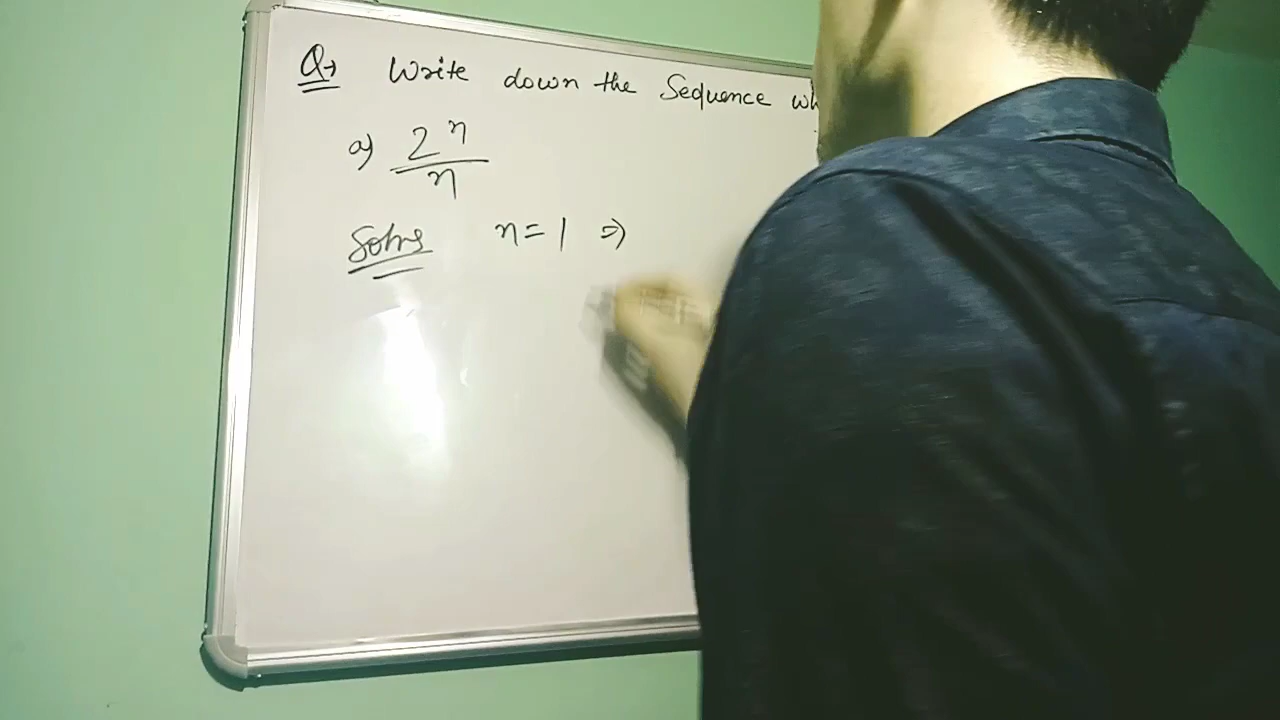 Q→ Write down the Sequence wh
a) 2^n / n
Soln: n = 1 ⇒